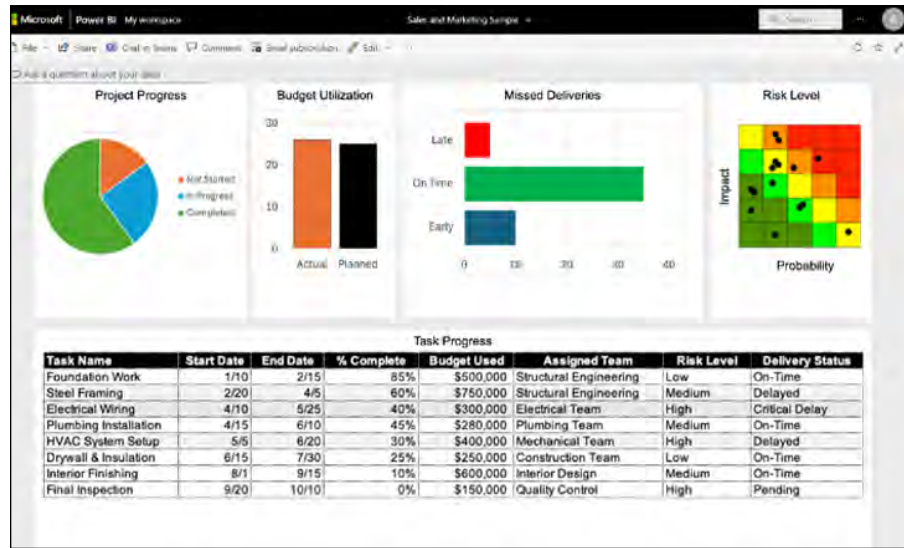 Microsoft Power BI My workspace Sales and Marketing Sample Search
File Share Chat in Teams Comment Email subscription Edit
Ask a question about your data
Project Progress
Not Started
In Progress
Completed
Budget Utilization
30
20
10
0
Actual Planned
Missed Deliveries
Late
On Time
Early
0 10 20 30 40
Risk Level
Impact
Probability
Task Progress
Task Name Start Date End Date % Complete Budget Used Assigned Team Risk Level Delivery Status
Foundation Work 1/10 2/15 85% $500,000 Structural Engineering Low On-Time
Steel Framing 2/20 4/5 60% $750,000 Structural Engineering Medium Delayed
Electrical Wiring 4/10 5/25 40% $300,000 Electrical Team High Critical Delay
Plumbing Installation 4/15 6/10 45% $280,000 Plumbing Team Medium On-Time
HVAC System Setup 5/5 6/20 30% $400,000 Mechanical Team High Delayed
Drywall & Insulation 6/15 7/30 25% $250,000 Construction Team Low On-Time
Interior Finishing 8/1 9/15 10% $600,000 Interior Design Medium On-Time
Final Inspection 9/20 10/10 0% $150,000 Quality Control High Pending